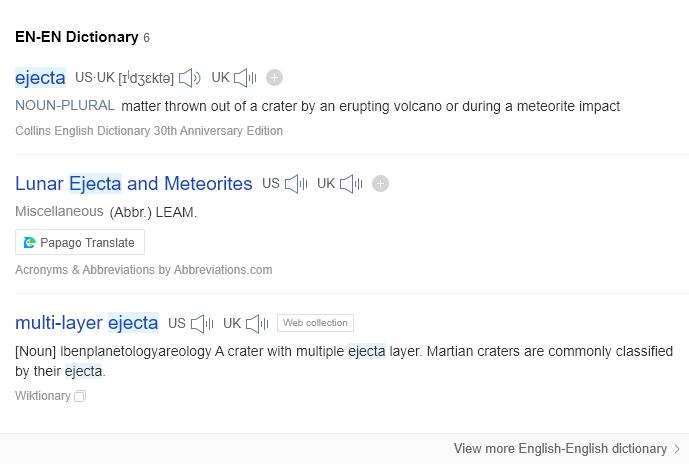 EN-EN Dictionary 6
ejecta US·UK [ɪˈdʒɛktə] UK
NOUN-PLURAL matter thrown out of a crater by an erupting volcano or during a meteorite impact
Collins English Dictionary 30th Anniversary Edition
Lunar Ejecta and Meteorites US UK
Miscellaneous (Abbr.) LEAM.
Papago Translate
Acronyms & Abbreviations by Abbreviations.com
multi-layer ejecta US UK Web collection
[Noun] lbenplanetologyareology A crater with multiple ejecta layer. Martian craters are commonly classified
by their ejecta.
Wiktionary
View more English-English dictionary